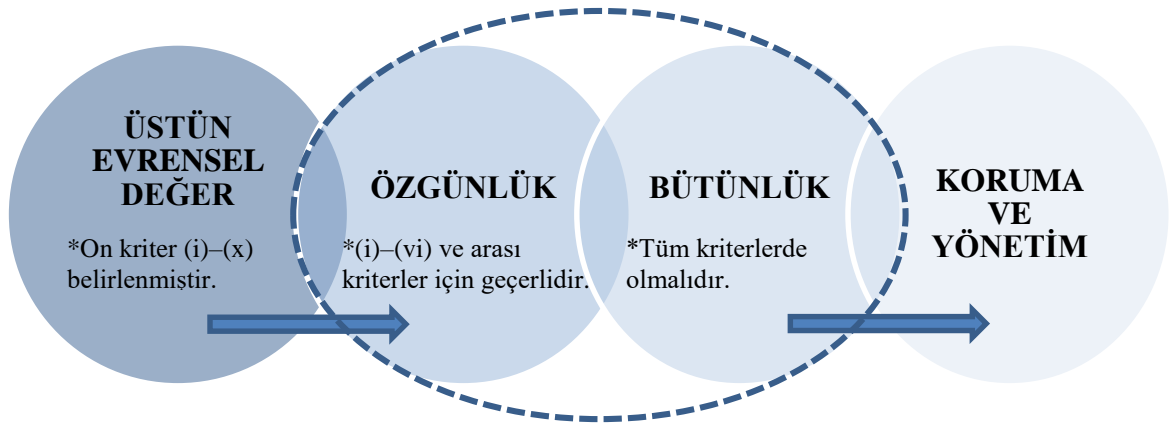 ÜSTÜN
EVRENSEL
DEĞER
*On kriter (i)–(x)
belirlenmiştir.
ÖZGÜNLÜK
*(i)–(vi) ve arası
kriterler için geçerlidir.
BÜTÜNLÜK
*Tüm kriterlerde
olmalıdır.
KORUMA
VE
YÖNETİM